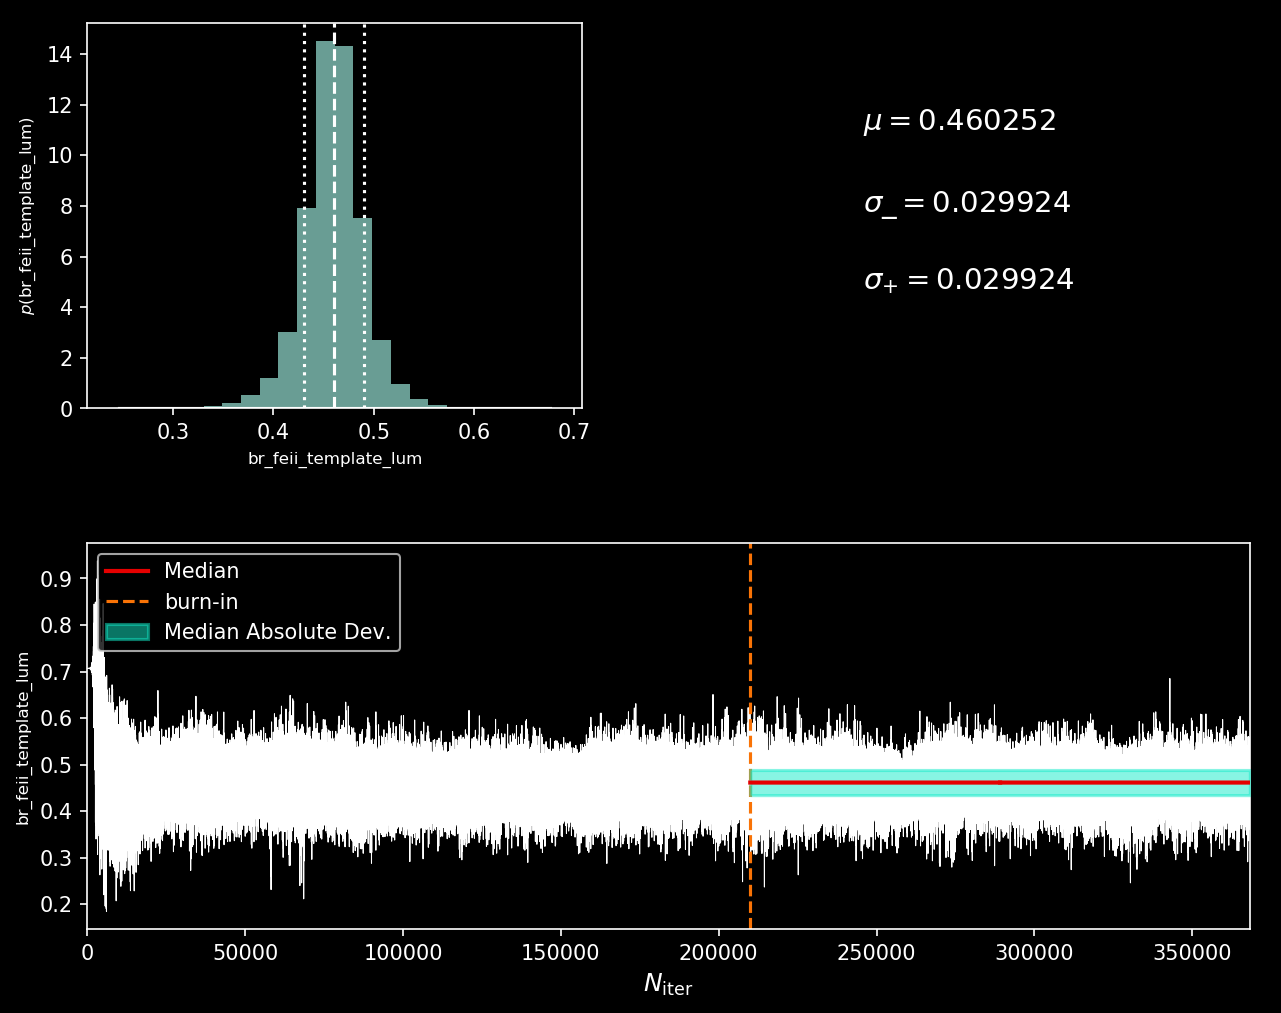 14
12
10
8
6
4
2
0
p(br_feii_template_lum)
0.3 0.4 0.5 0.6 0.7
br_feii_template_lum
μ = 0.460252
σ₋ = 0.029924
σ₊ = 0.029924
Median
burn-in
Median Absolute Dev.
0.9
0.8
0.7
0.6
0.5
0.4
0.3
0.2
br_feii_template_lum
0 50000 100000 150000 200000 250000 300000 350000
N_iter